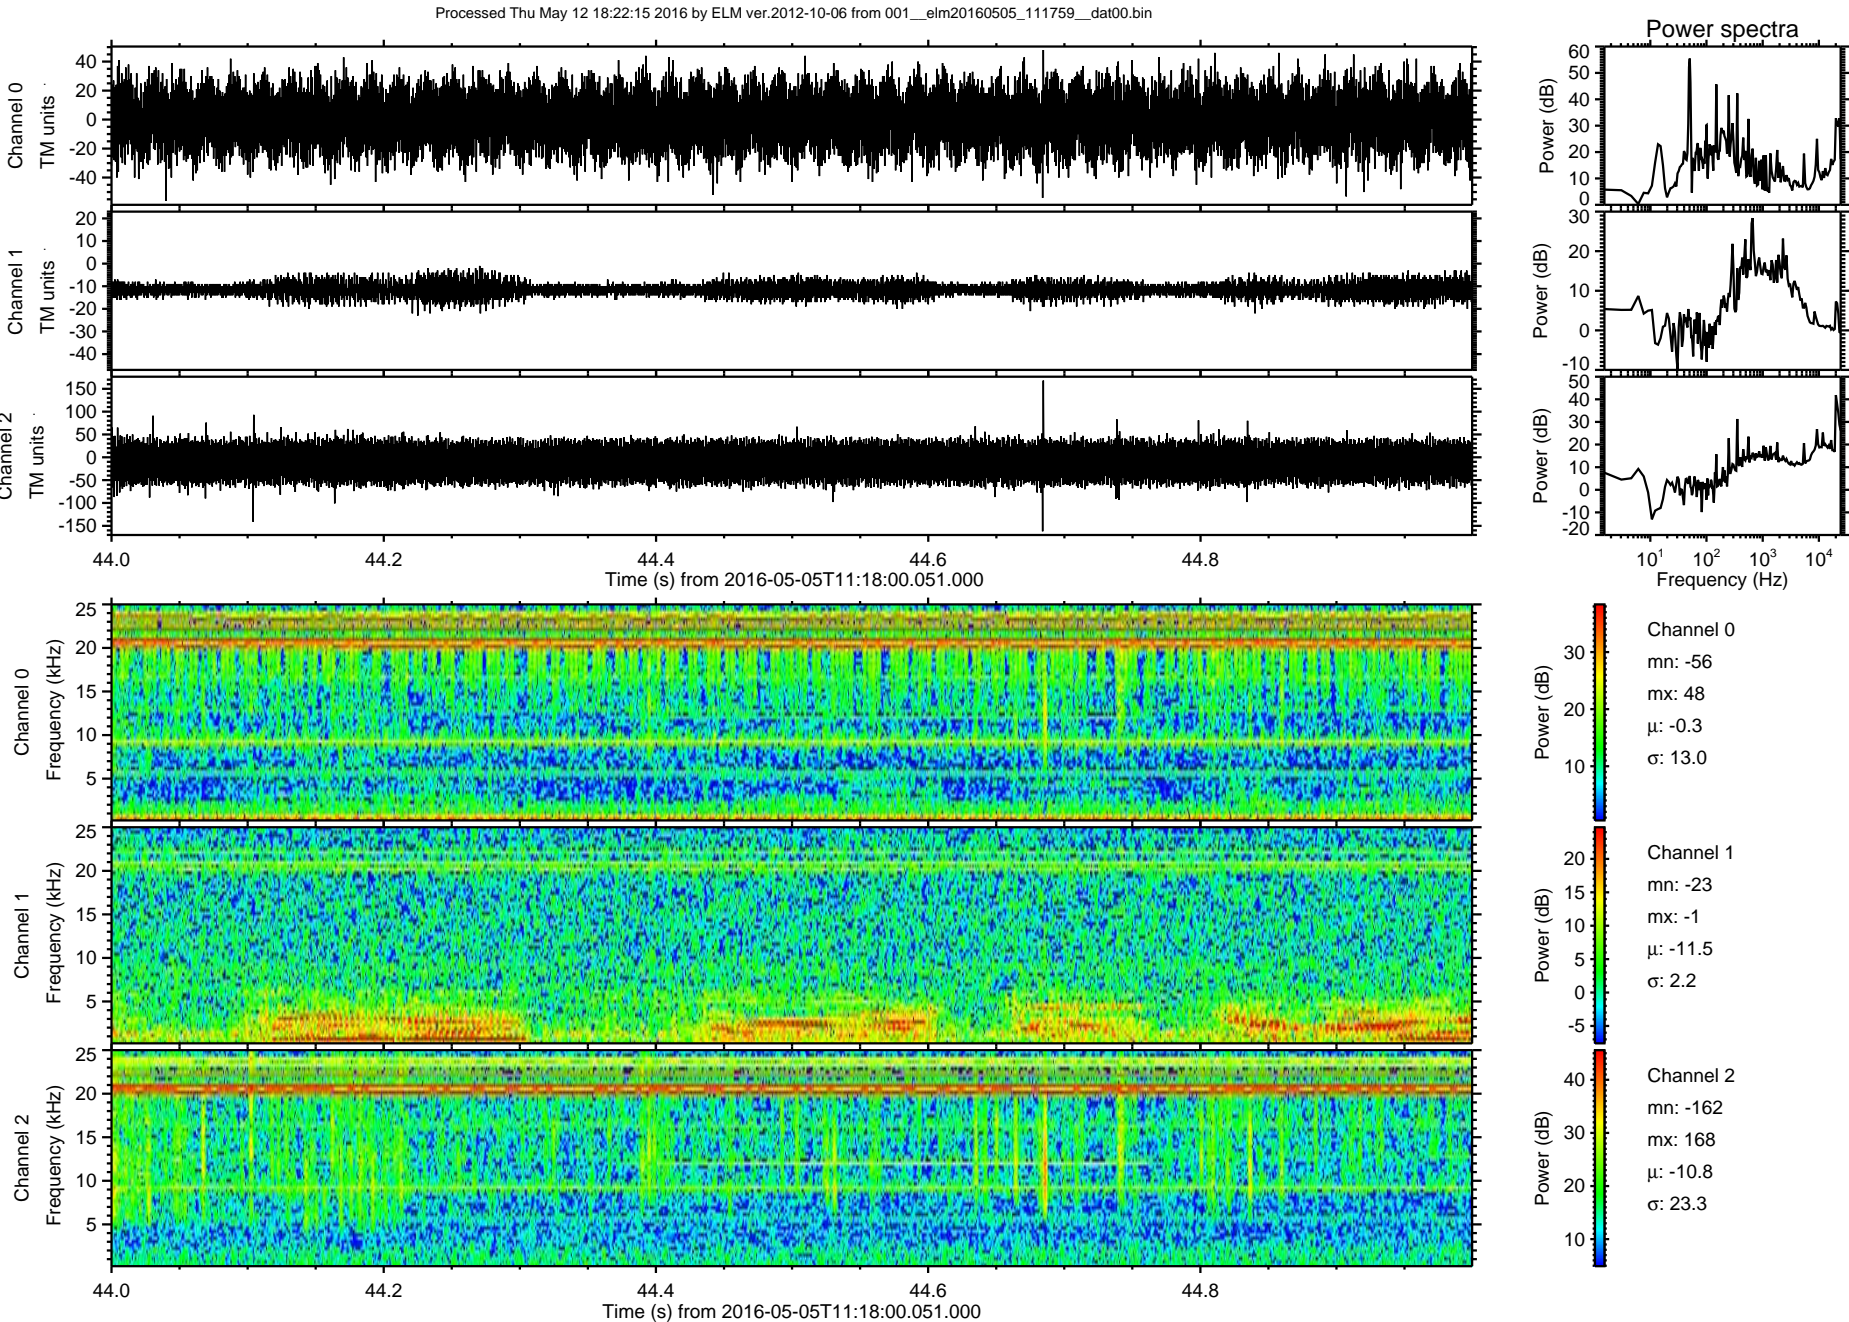 Processed Thu May 12 18:22:15 2016 by ELM ver.2012-10-06 from 001__elm20160505_111759__dat00.bin
Power spectra
Channel 0
TM units
40
20
0
-20
-40
Power (dB)
60
50
40
30
20
10
0
Channel 1
TM units
20
10
0
-10
-20
-30
-40
Power (dB)
30
20
10
0
-10
Channel 2
TM units
150
100
50
0
-50
-100
-150
Power (dB)
50
40
30
20
10
0
-10
-20
44.0 44.2 44.4 44.6 44.8
Time (s) from 2016-05-05T11:18:00.051.000
10^1 10^2 10^3 10^4
Frequency (Hz)
Channel 0
Frequency (kHz)
25
20
15
10
5
Power (dB)
30
20
10
Channel 0
mn: -56
mx: 48
μ: -0.3
σ: 13.0
Channel 1
Frequency (kHz)
25
20
15
10
5
Power (dB)
20
15
10
5
0
-5
Channel 1
mn: -23
mx: -1
μ: -11.5
σ: 2.2
Channel 2
Frequency (kHz)
25
20
15
10
5
Power (dB)
40
30
20
10
Channel 2
mn: -162
mx: 168
μ: -10.8
σ: 23.3
44.0 44.2 44.4 44.6 44.8
Time (s) from 2016-05-05T11:18:00.051.000